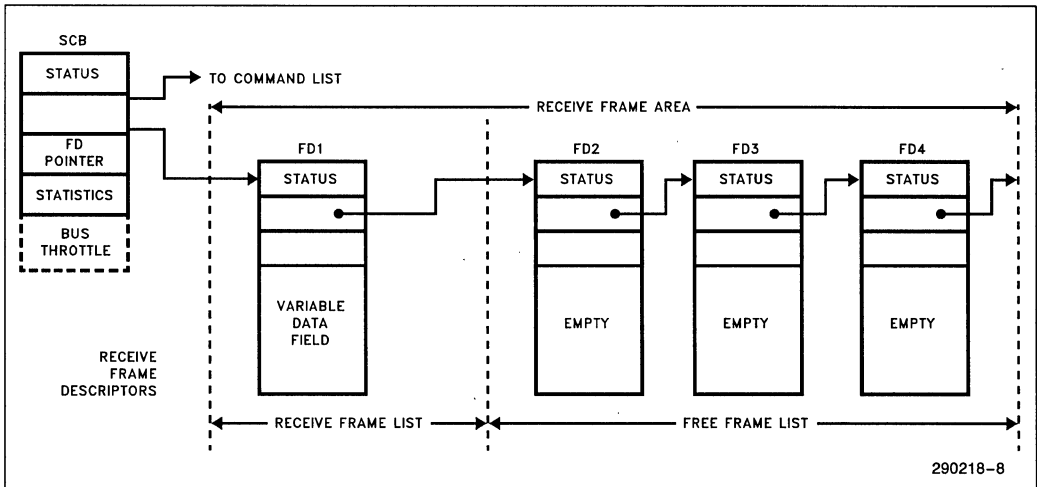 SCB
STATUS
FD
POINTER
STATISTICS
BUS
THROTTLE
TO COMMAND LIST
RECEIVE FRAME AREA
FD1
STATUS
VARIABLE
DATA
FIELD
FD2
STATUS
EMPTY
FD3
STATUS
EMPTY
FD4
STATUS
EMPTY
RECEIVE
FRAME
DESCRIPTORS
RECEIVE FRAME LIST
FREE FRAME LIST
290218-8